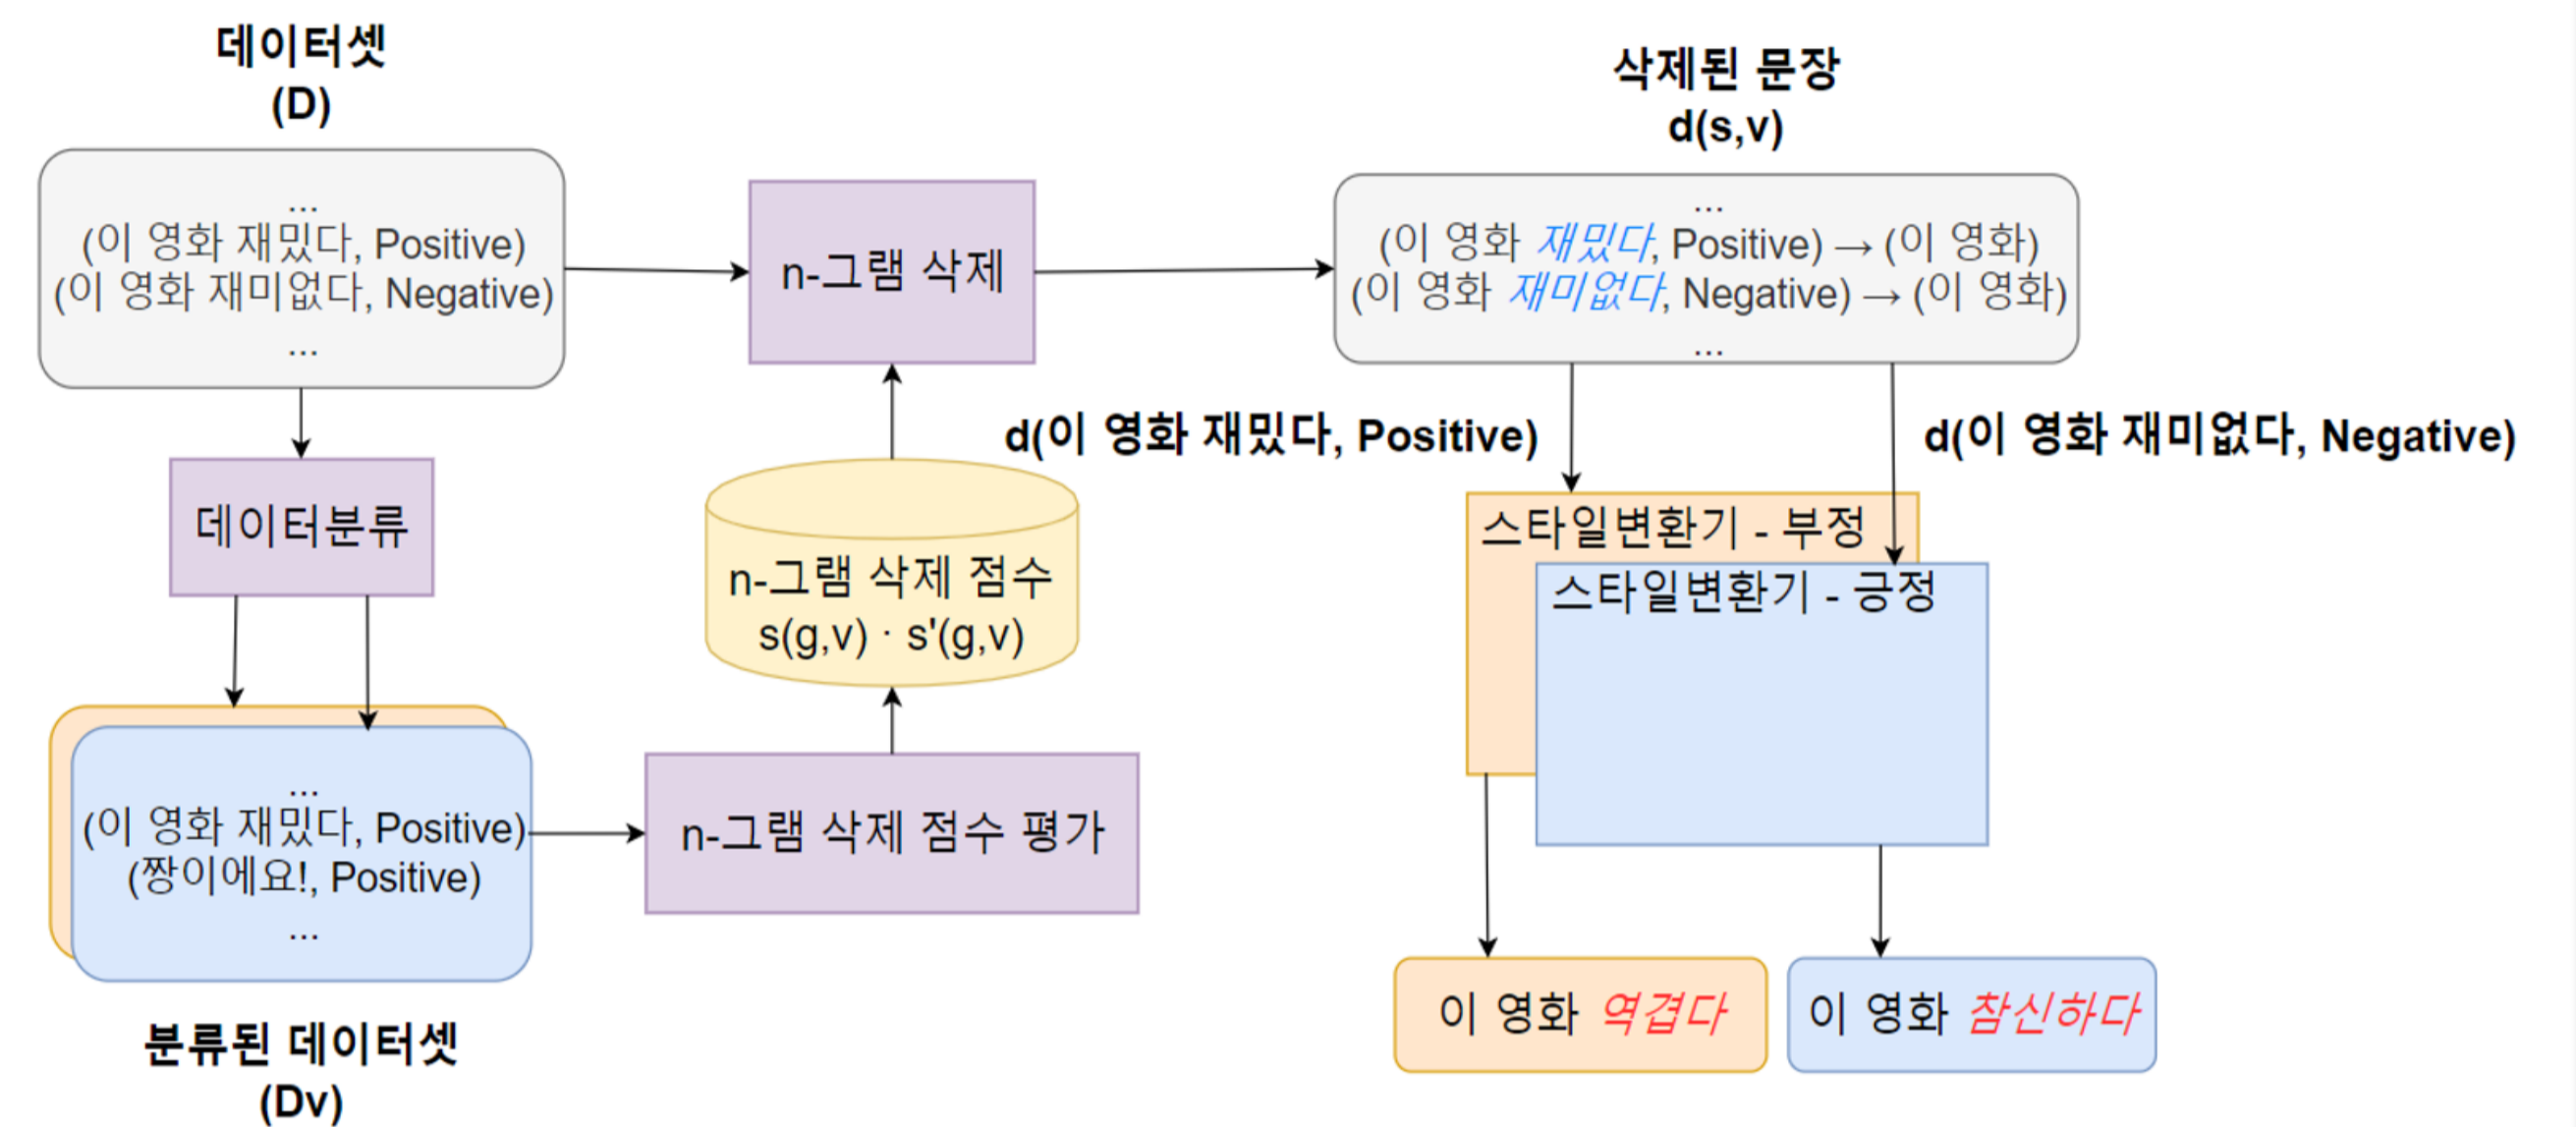 데이터셋
(D)
...
(이 영화 재밌다, Positive)
(이 영화 재미없다, Negative)
...
데이터분류
...
(이 영화 재밌다, Positive)
(짱이에요!, Positive)
...
분류된 데이터셋
(Dv)
n-그램 삭제
n-그램 삭제 점수
s(g,v) · s'(g,v)
n-그램 삭제 점수 평가
삭제된 문장
d(s,v)
...
(이 영화 재밌다, Positive) → (이 영화)
(이 영화 재미없다, Negative) → (이 영화)
...
d(이 영화 재밌다, Positive)
d(이 영화 재미없다, Negative)
스타일변환기 - 부정
스타일변환기 - 긍정
이 영화 역겹다
이 영화 참신하다